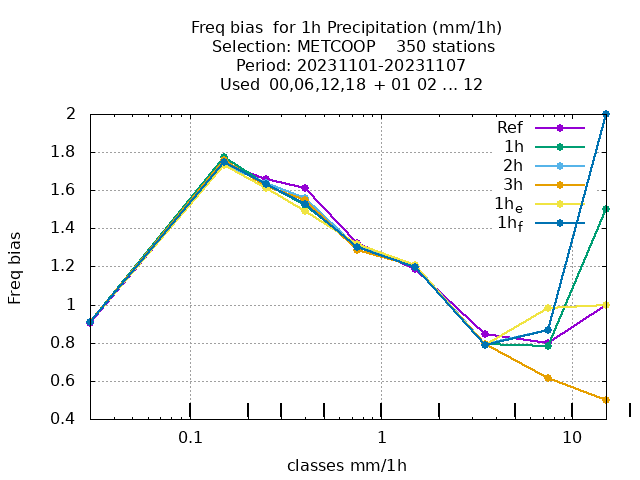 Freq bias  for 1h Precipitation (mm/1h)
Selection: METCOOP    350 stations
Period: 20231101-20231107
Used  00,06,12,18  + 01 02 ... 12
Ref
1h
2h
3h
1he
1hf
2
1.8
1.6
1.4
1.2
1
0.8
0.6
0.4
Freq bias
0.1 1 10
classes mm/1h